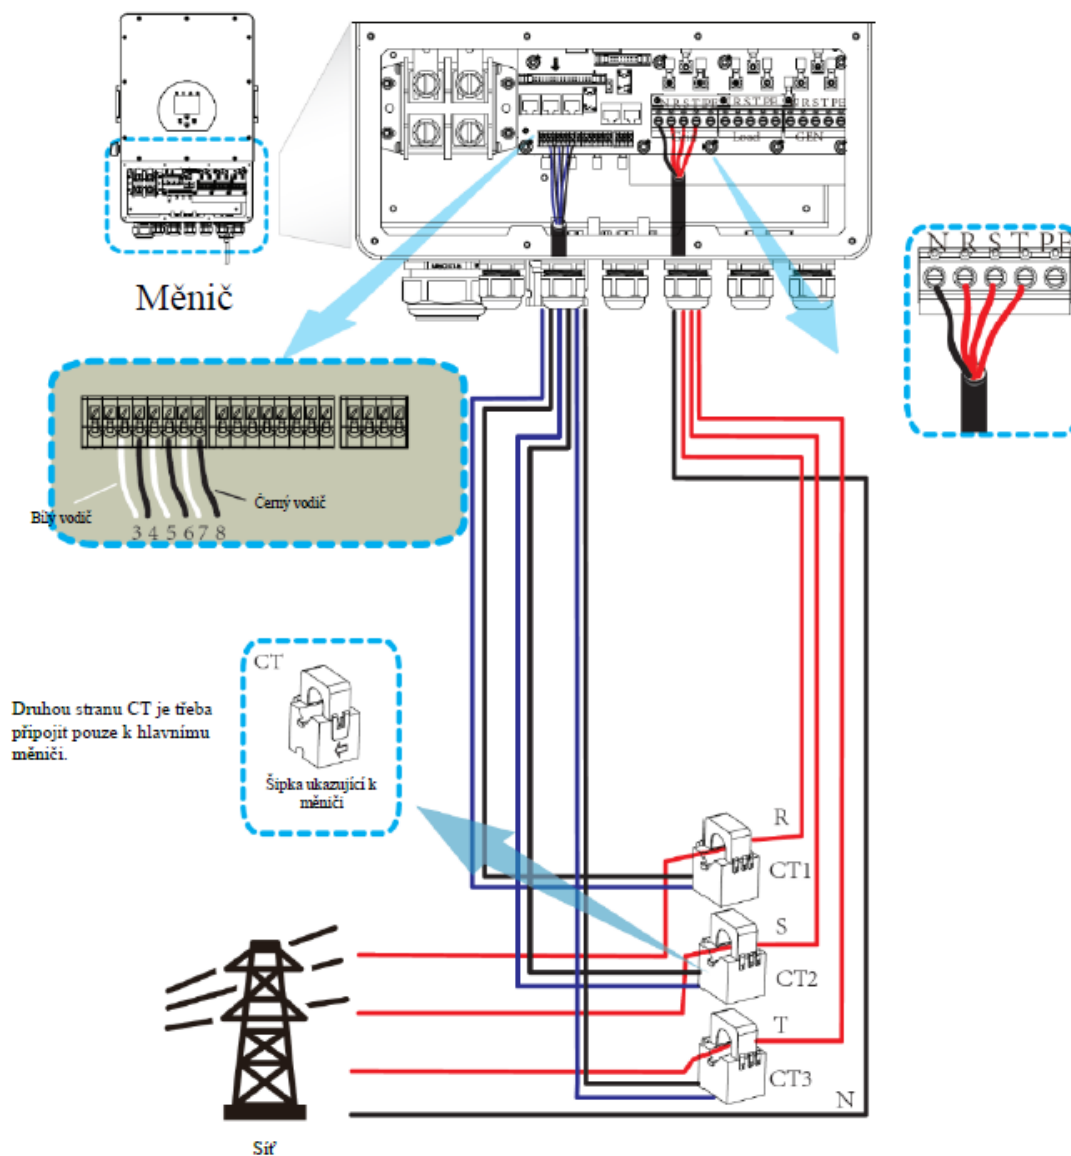 N R S T PE
R S T PE
R S T PE
Load
GEN
Měnič
N R S T PE
Bílý vodič
Černý vodič
3 4 5 6 7 8
CT
Druhou stranu CT je třeba
připojit pouze k hlavnímu
měniči.
Šipka ukazující k
měniči
R
CT1
S
CT2
T
CT3
N
Síť